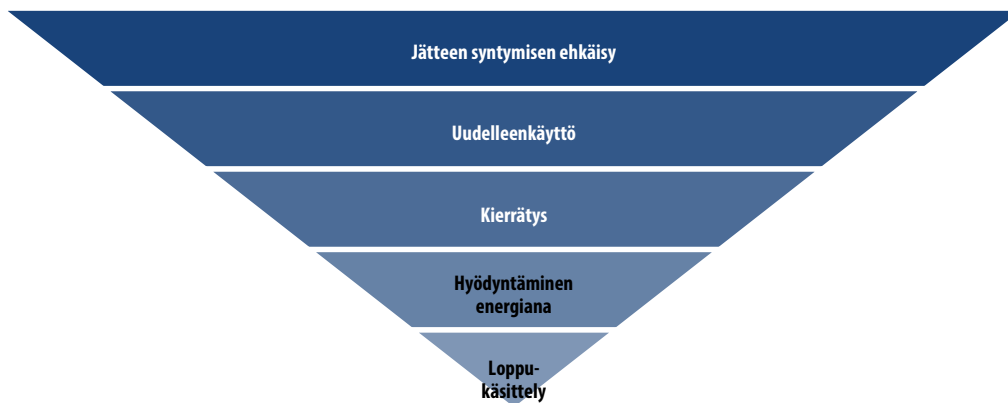 Jätteen syntymisen ehkäisy
Uudelleenkäyttö
Kierrätys
Hyödyntäminen
energiana
Loppu-
käsittely